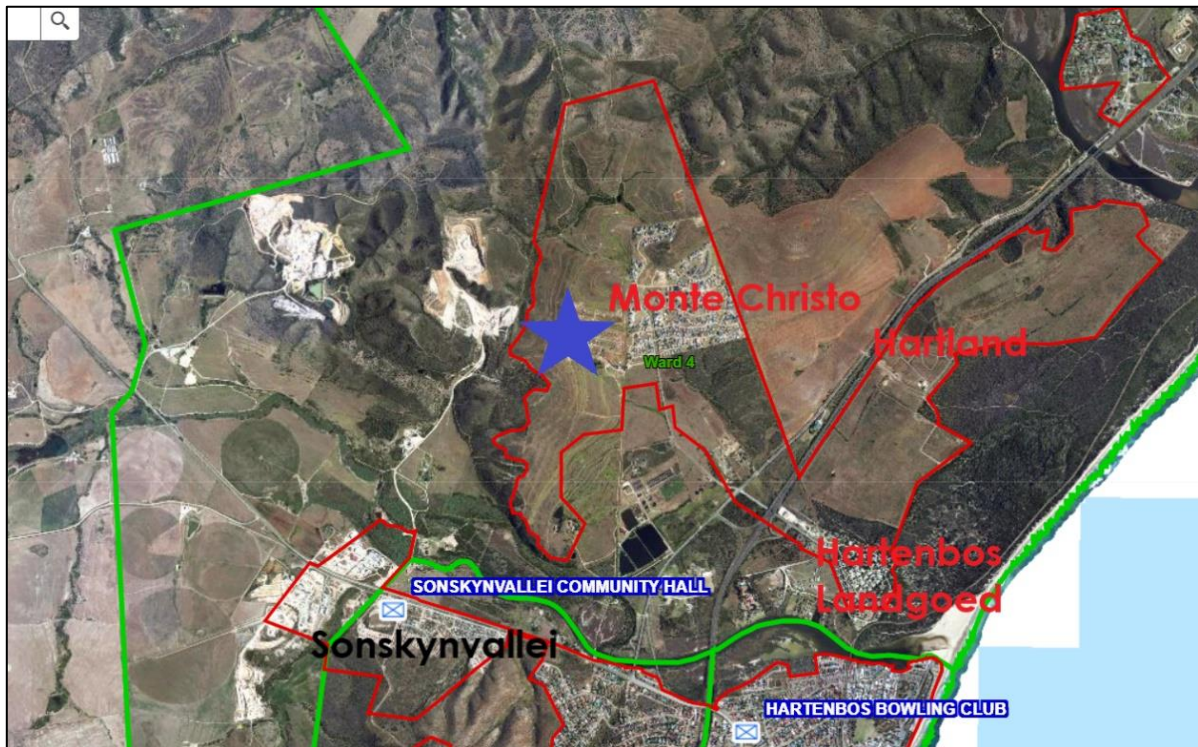 Monte Christo
Hartland
Ward 4
Hartenbos
Landgoed
SONSKYNVALLEI COMMUNITY HALL
Sonskynvallei
HARTENBOS BOWLING CLUB